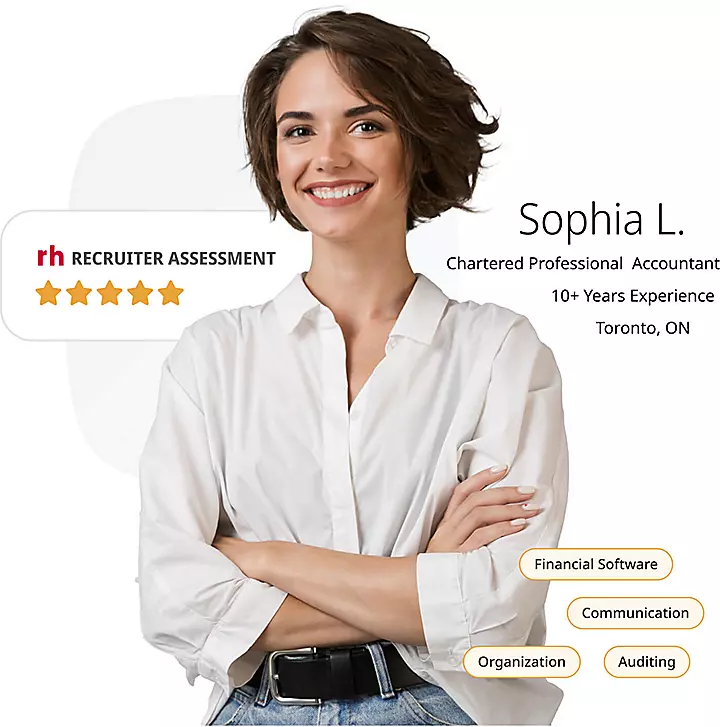 Sophia L.
rh RECRUITER ASSESSMENT
Chartered Professional Accountant
10+ Years Experience
Toronto, ON
Financial Software
Communication
Organization
Auditing